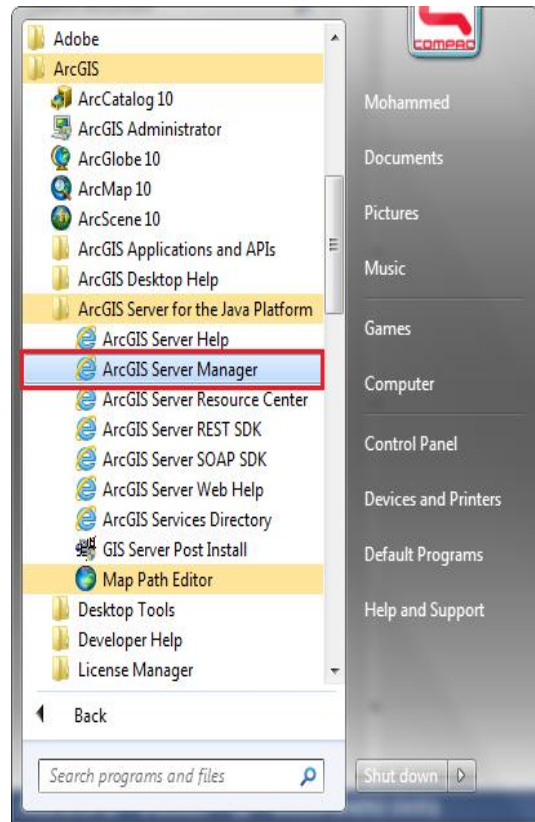 Adobe
ArcGIS
ArcCatalog 10
ArcGIS Administrator
ArcGlobe 10
ArcMap 10
ArcScene 10
ArcGIS Applications and APIs
ArcGIS Desktop Help
ArcGIS Server for the Java Platform
ArcGIS Server Help
ArcGIS Server Manager
ArcGIS Server Resource Center
ArcGIS Server REST SDK
ArcGIS Server SOAP SDK
ArcGIS Server Web Help
ArcGIS Services Directory
GIS Server Post Install
Map Path Editor
Desktop Tools
Developer Help
License Manager
Back
Search programs and files
COMPRO
Mohammed
Documents
Pictures
Music
Games
Computer
Control Panel
Devices and Printers
Default Programs
Help and Support
Shut down